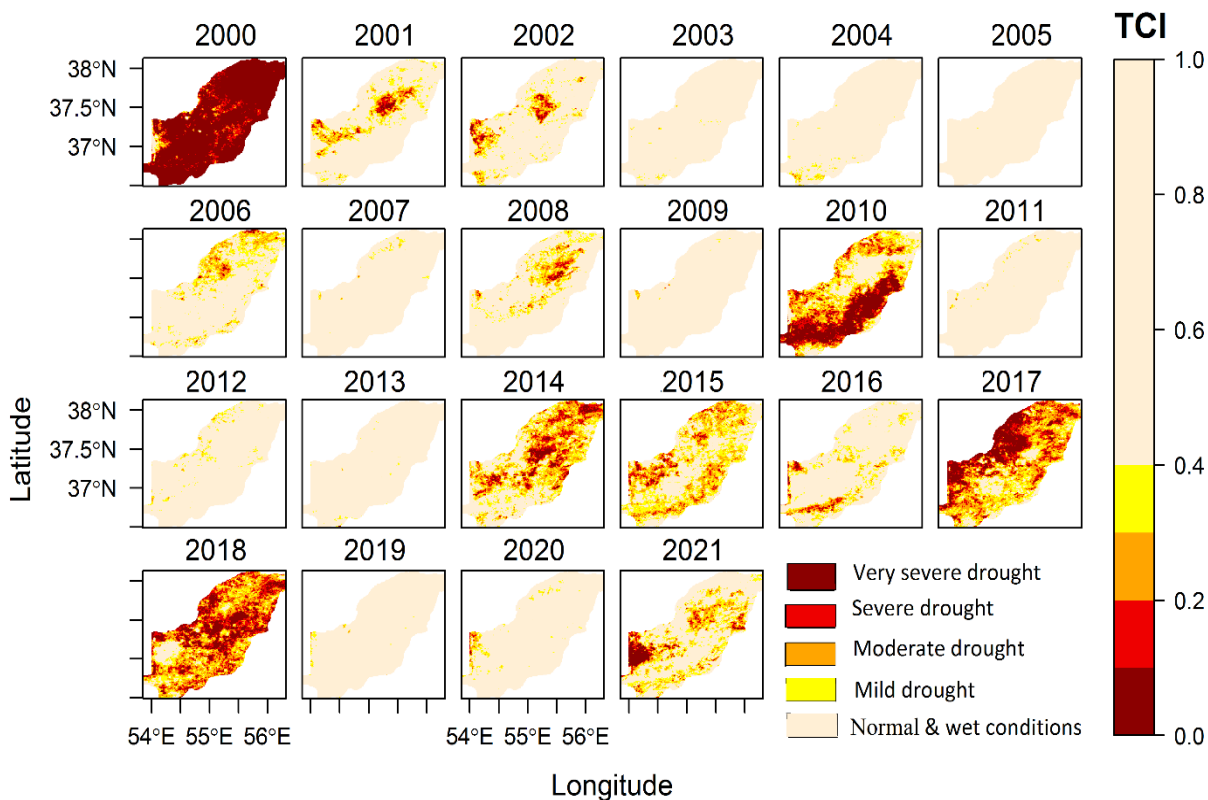 TCI
2000 2001 2002 2003 2004 2005
38°N
37.5°N
37°N
2006 2007 2008 2009 2010 2011
2012 2013 2014 2015 2016 2017
38°N
37.5°N
37°N
2018 2019 2020 2021
54°E 55°E 56°E
54°E 55°E 56°E
Latitude
Longitude
Very severe drought
Severe drought
Moderate drought
Mild drought
Normal & wet conditions
1.0
0.8
0.6
0.4
0.2
0.0